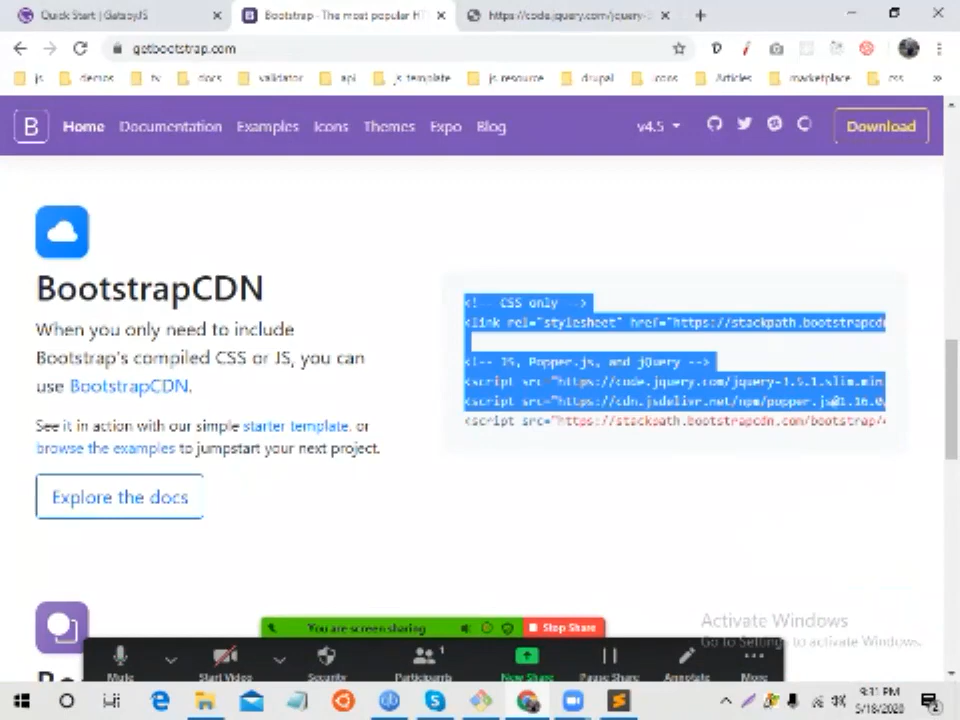 Quick Start | GatsbyJS
Bootstrap · The most popular HT
https://code.jquery.com/jquery-3
getbootstrap.com
js
demos
tv
docs
validator
api
js template
js resource
drupal
icons
Articles
marketplace
css
»
B
Home
Documentation
Examples
Icons
Themes
Expo
Blog
v4.5
Download
BootstrapCDN
When you only need to include
Bootstrap's compiled CSS or JS, you can
use BootstrapCDN.
See it in action with our simple starter template, or
browse the examples to jumpstart your next project.
Explore the docs
<!-- CSS only -->
<link rel="stylesheet" href="https://stackpath.bootstrapcdn
<!-- JS, Popper.js, and jQuery -->
<script src="https://code.jquery.com/jquery-3.5.1.slim.min
<script src="https://cdn.jsdelivr.net/npm/popper.js@1.16.0/
<script src="https://stackpath.bootstrapcdn.com/bootstrap/4
You are screen sharing
Stop Share
Activate Windows
Go to Settings to activate Windows.
Mute
Start Video
Security
Participants
1
New Share
Pause Share
Annotate
More
9:31 PM
5/18/2020
2